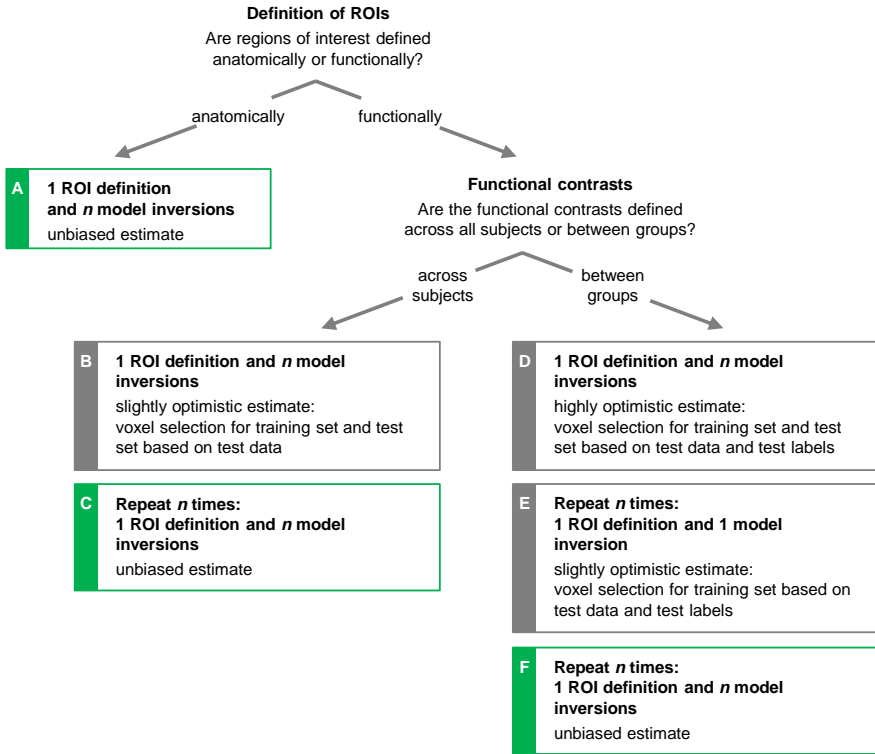 Definition of ROIs
Are regions of interest defined
anatomically or functionally?
anatomically
functionally
A
1 ROI definition
and n model inversions
unbiased estimate
Functional contrasts
Are the functional contrasts defined
across all subjects or between groups?
across
subjects
between
groups
B
1 ROI definition and n model
inversions
slightly optimistic estimate:
voxel selection for training set and test
set based on test data
C
Repeat n times:
1 ROI definition and n model
inversions
unbiased estimate
D
1 ROI definition and n model
inversions
highly optimistic estimate:
voxel selection for training set and test
set based on test data and test labels
E
Repeat n times:
1 ROI definition and 1 model
inversion
slightly optimistic estimate:
voxel selection for training set based on
test data and test labels
F
Repeat n times:
1 ROI definition and n model
inversions
unbiased estimate